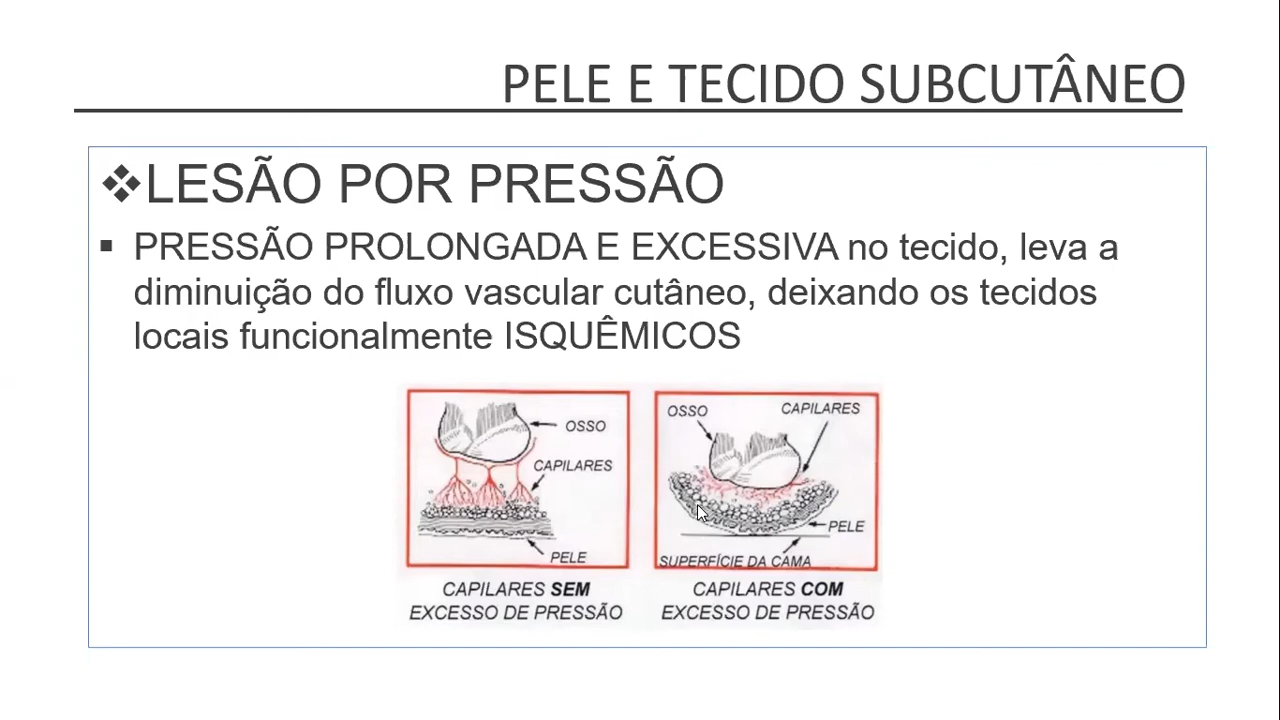 PELE E TECIDO SUBCUTÂNEO
❖LESÃO POR PRESSÃO
▪ PRESSÃO PROLONGADA E EXCESSIVA no tecido, leva a
diminuição do fluxo vascular cutâneo, deixando os tecidos
locais funcionalmente ISQUÊMICOS
OSSO
CAPILARES
PELE
CAPILARES SEM
EXCESSO DE PRESSÃO
OSSO
CAPILARES
PELE
SUPERFÍCIE DA CAMA
CAPILARES COM
EXCESSO DE PRESSÃO